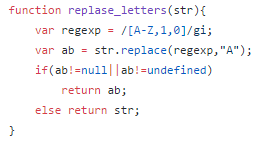 function replase_letters(str){
    var regexp = /[A-Z,1,0]/gi;
    var ab = str.replace(regexp,"A");
    if(ab!=null||ab!=undefined)
        return ab;
    else return str;
}